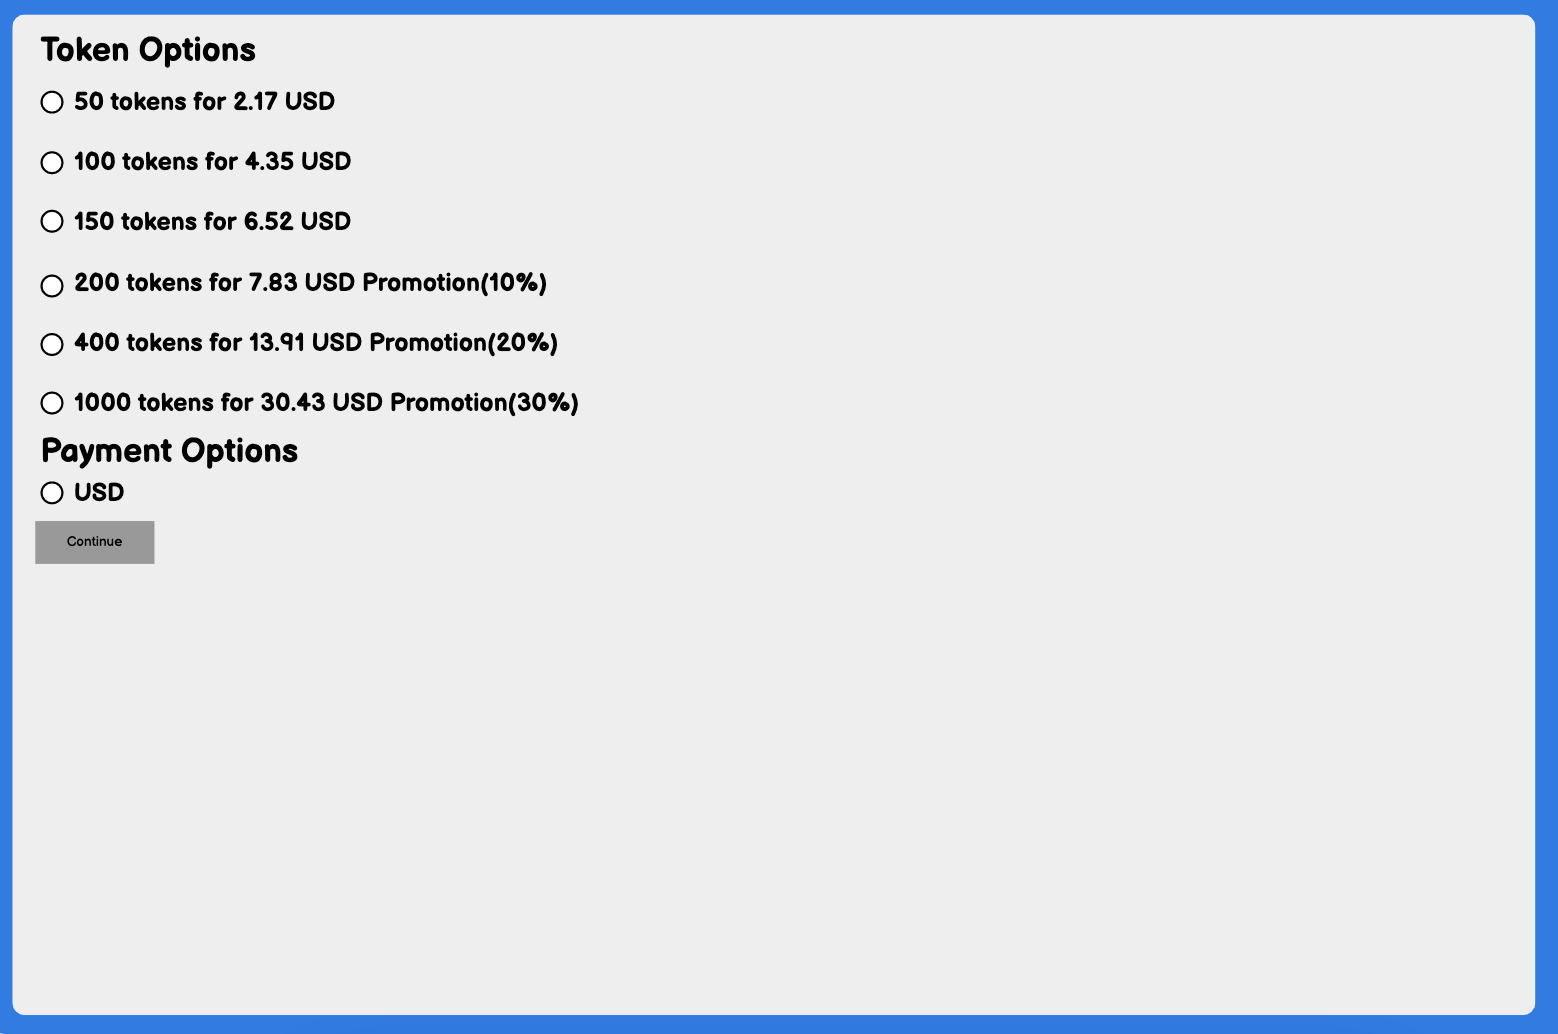 Token Options
50 tokens for 2.17 USD
100 tokens for 4.35 USD
150 tokens for 6.52 USD
200 tokens for 7.83 USD Promotion(10%)
400 tokens for 13.91 USD Promotion(20%)
1000 tokens for 30.43 USD Promotion(30%)
Payment Options
USD
Continue